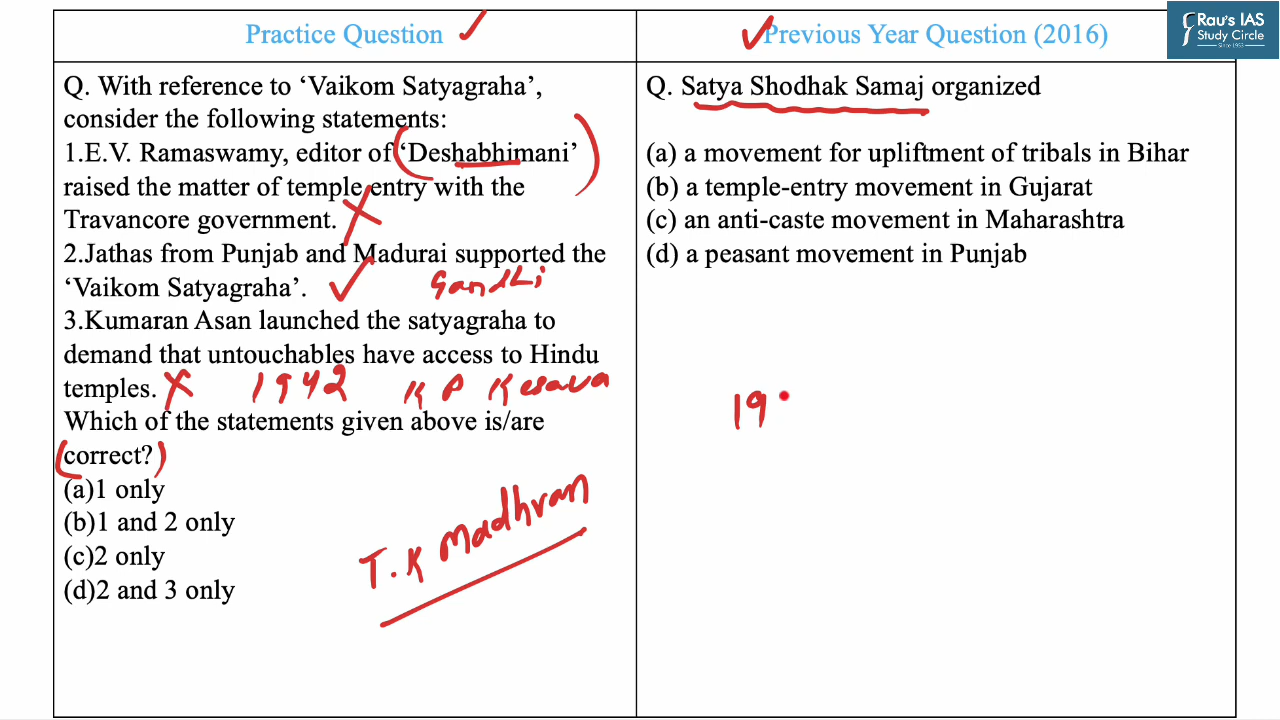 Practice Question
Q. With reference to ‘Vaikom Satyagraha’,
consider the following statements:
1.E.V. Ramaswamy, editor of ‘Deshabhimani’
raised the matter of temple entry with the
Travancore government.
2.Jathas from Punjab and Madurai supported the
‘Vaikom Satyagraha’.
Gandhi
3.Kumaran Asan launched the satyagraha to
demand that untouchables have access to Hindu
temples.
1942 K P Kesava
Which of the statements given above is/are
correct?
(a)1 only
(b)1 and 2 only
(c)2 only
(d)2 and 3 only
T.K Madhvan
Previous Year Question (2016)
Q. Satya Shodhak Samaj organized
(a) a movement for upliftment of tribals in Bihar
(b) a temple-entry movement in Gujarat
(c) an anti-caste movement in Maharashtra
(d) a peasant movement in Punjab
19
Rau's IAS
Study Circle
Since 1953